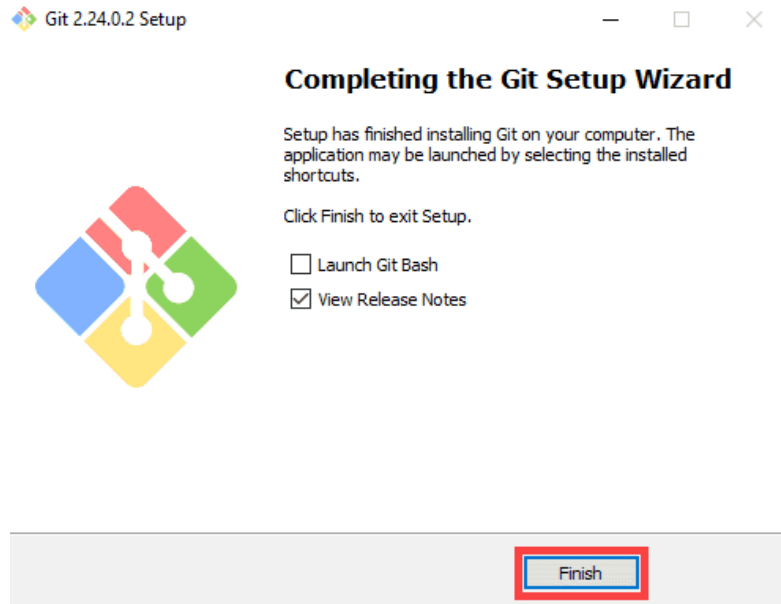 Git 2.24.0.2 Setup
Completing the Git Setup Wizard
Setup has finished installing Git on your computer. The
application may be launched by selecting the installed
shortcuts.
Click Finish to exit Setup.
Launch Git Bash
View Release Notes
Finish